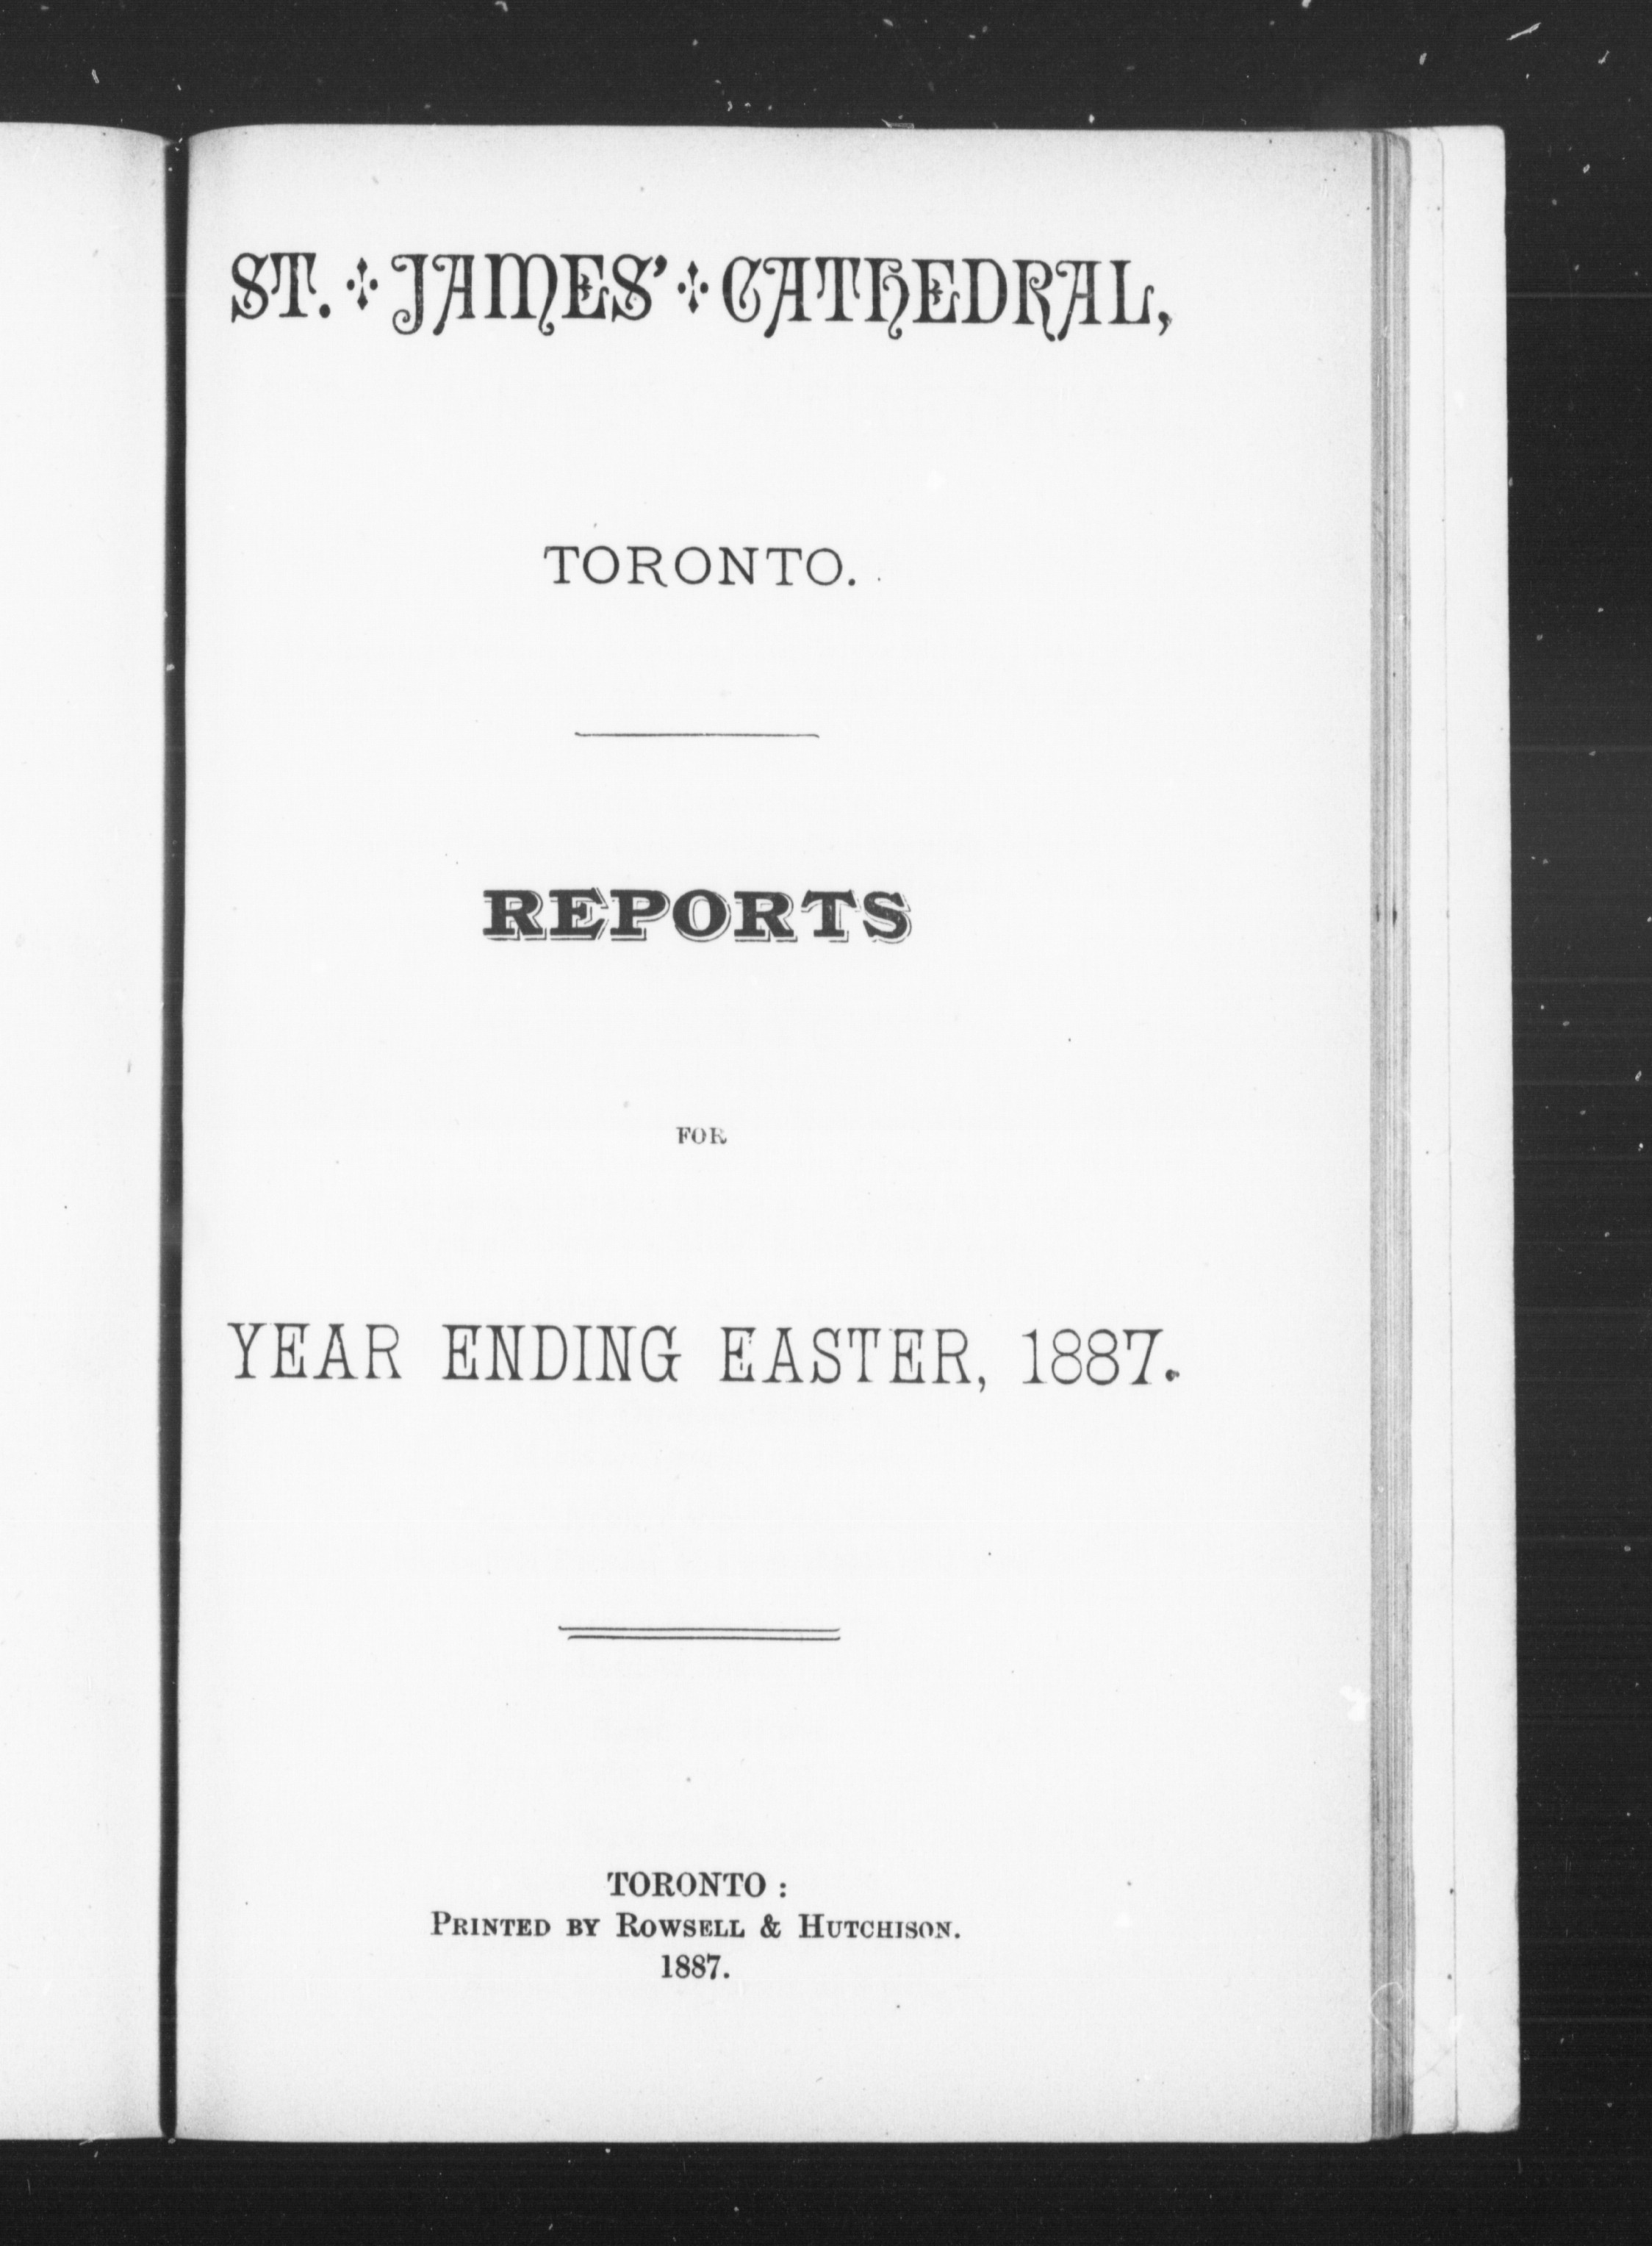 ST. JAMES' CATHEDRAL,
TORONTO.
REPORTS
FOR
YEAR ENDING EASTER, 1887.
TORONTO :
PRINTED BY ROWSELL & HUTCHISON.
1887.